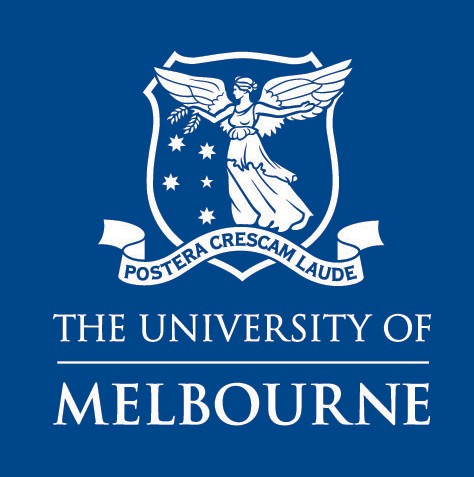 POSTERA CRESCAM LAUDE
THE UNIVERSITY OF
MELBOURNE